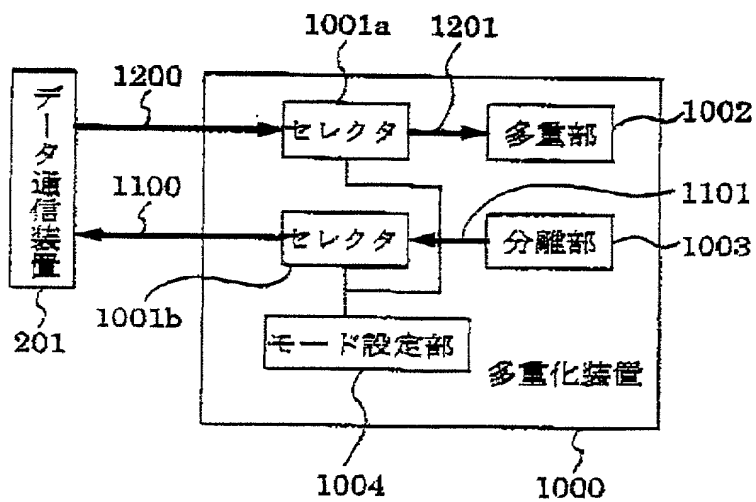 1001a
1201
1200
データ通信装置
セレクタ
多重部
1002
1100
1101
セレクタ
分離部
1003
1001b
201
モード設定部
多重化装置
1004
1000